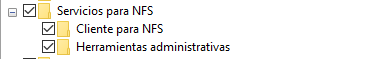 Servicios para NFS
Cliente para NFS
Herramientas administrativas